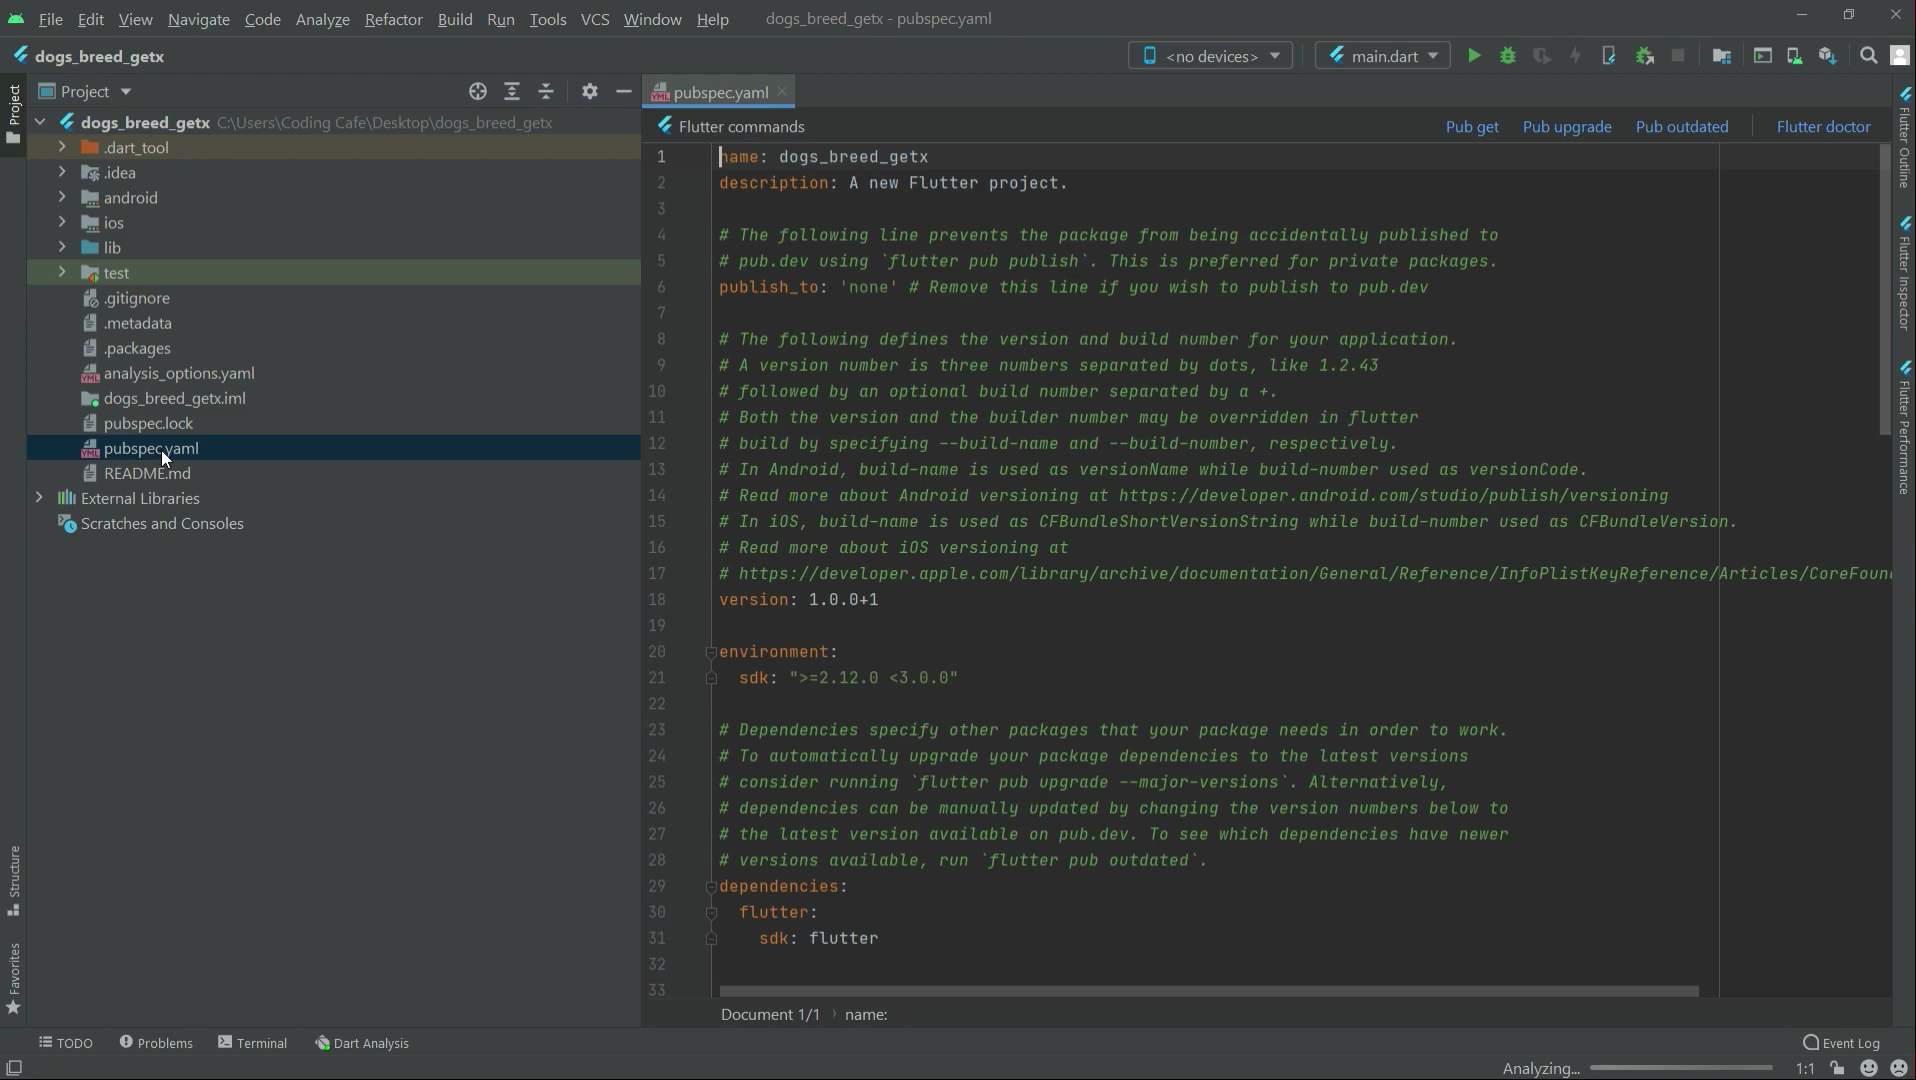 File Edit View Navigate Code Analyze Refactor Build Run Tools VCS Window Help dogs_breed_getx - pubspec.yaml
dogs_breed_getx <no devices> main.dart
Project
Project
pubspec.yaml
dogs_breed_getx C:\Users\Coding Cafe\Desktop\dogs_breed_getx
.dart_tool
.idea
android
ios
lib
test
.gitignore
.metadata
.packages
analysis_options.yaml
dogs_breed_getx.iml
pubspec.lock
pubspec.yaml
README.md
External Libraries
Scratches and Consoles
Structure
Favorites
Flutter commands Pub get Pub upgrade Pub outdated Flutter doctor
1 name: dogs_breed_getx
2 description: A new Flutter project.
3
4 # The following line prevents the package from being accidentally published to
5 # pub.dev using `flutter pub publish`. This is preferred for private packages.
6 publish_to: 'none' # Remove this line if you wish to publish to pub.dev
7
8 # The following defines the version and build number for your application.
9 # A version number is three numbers separated by dots, like 1.2.43
10 # followed by an optional build number separated by a +.
11 # Both the version and the builder number may be overridden in flutter
12 # build by specifying --build-name and --build-number, respectively.
13 # In Android, build-name is used as versionName while build-number used as versionCode.
14 # Read more about Android versioning at https://developer.android.com/studio/publish/versioning
15 # In iOS, build-name is used as CFBundleShortVersionString while build-number used as CFBundleVersion.
16 # Read more about iOS versioning at
17 # https://developer.apple.com/library/archive/documentation/General/Reference/InfoPlistKeyReference/Articles/CoreFoun
18 version: 1.0.0+1
19
20 environment:
21 sdk: ">=2.12.0 <3.0.0"
22
23 # Dependencies specify other packages that your package needs in order to work.
24 # To automatically upgrade your package dependencies to the latest versions
25 # consider running `flutter pub upgrade --major-versions`. Alternatively,
26 # dependencies can be manually updated by changing the version numbers below to
27 # the latest version available on pub.dev. To see which dependencies have newer
28 # versions available, run `flutter pub outdated`.
29 dependencies:
30 flutter:
31 sdk: flutter
32
33
Document 1/1 › name:
Flutter Outline
Flutter Inspector
Flutter Performance
TODO Problems Terminal Dart Analysis Event Log
Analyzing... 1:1